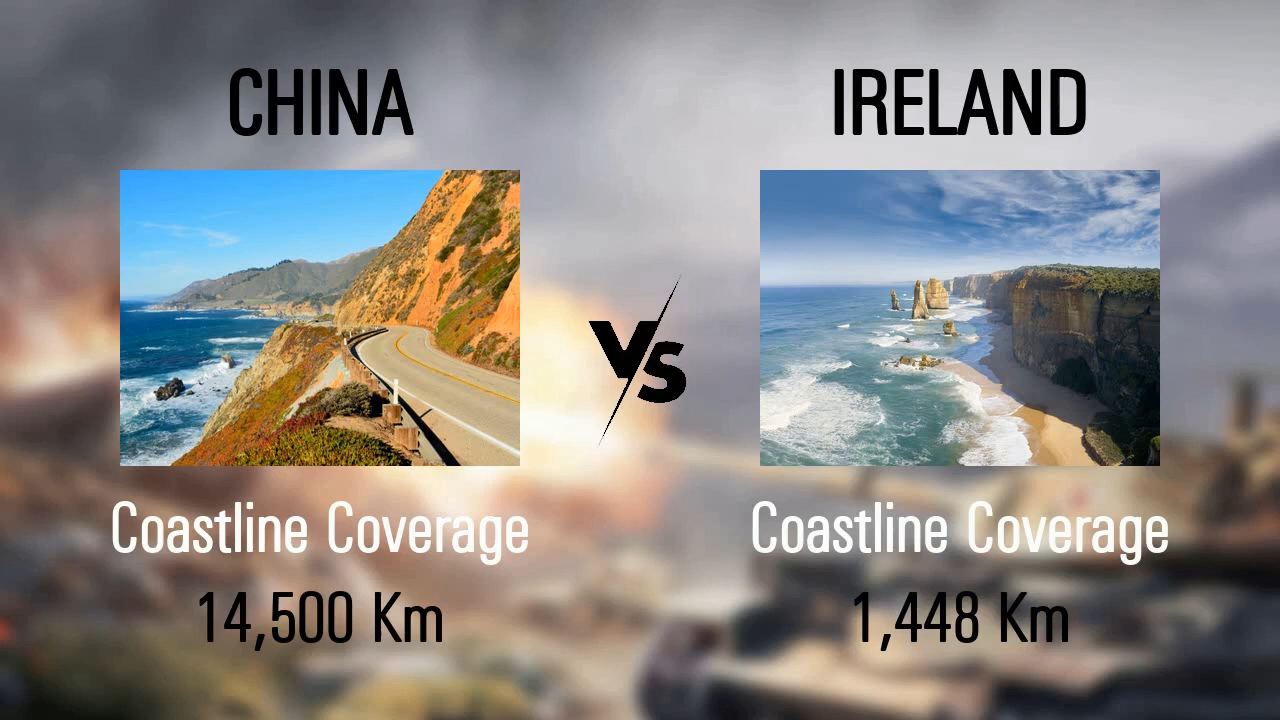 CHINA
IRELAND
VS
Coastline Coverage
Coastline Coverage
14,500 Km
1,448 Km